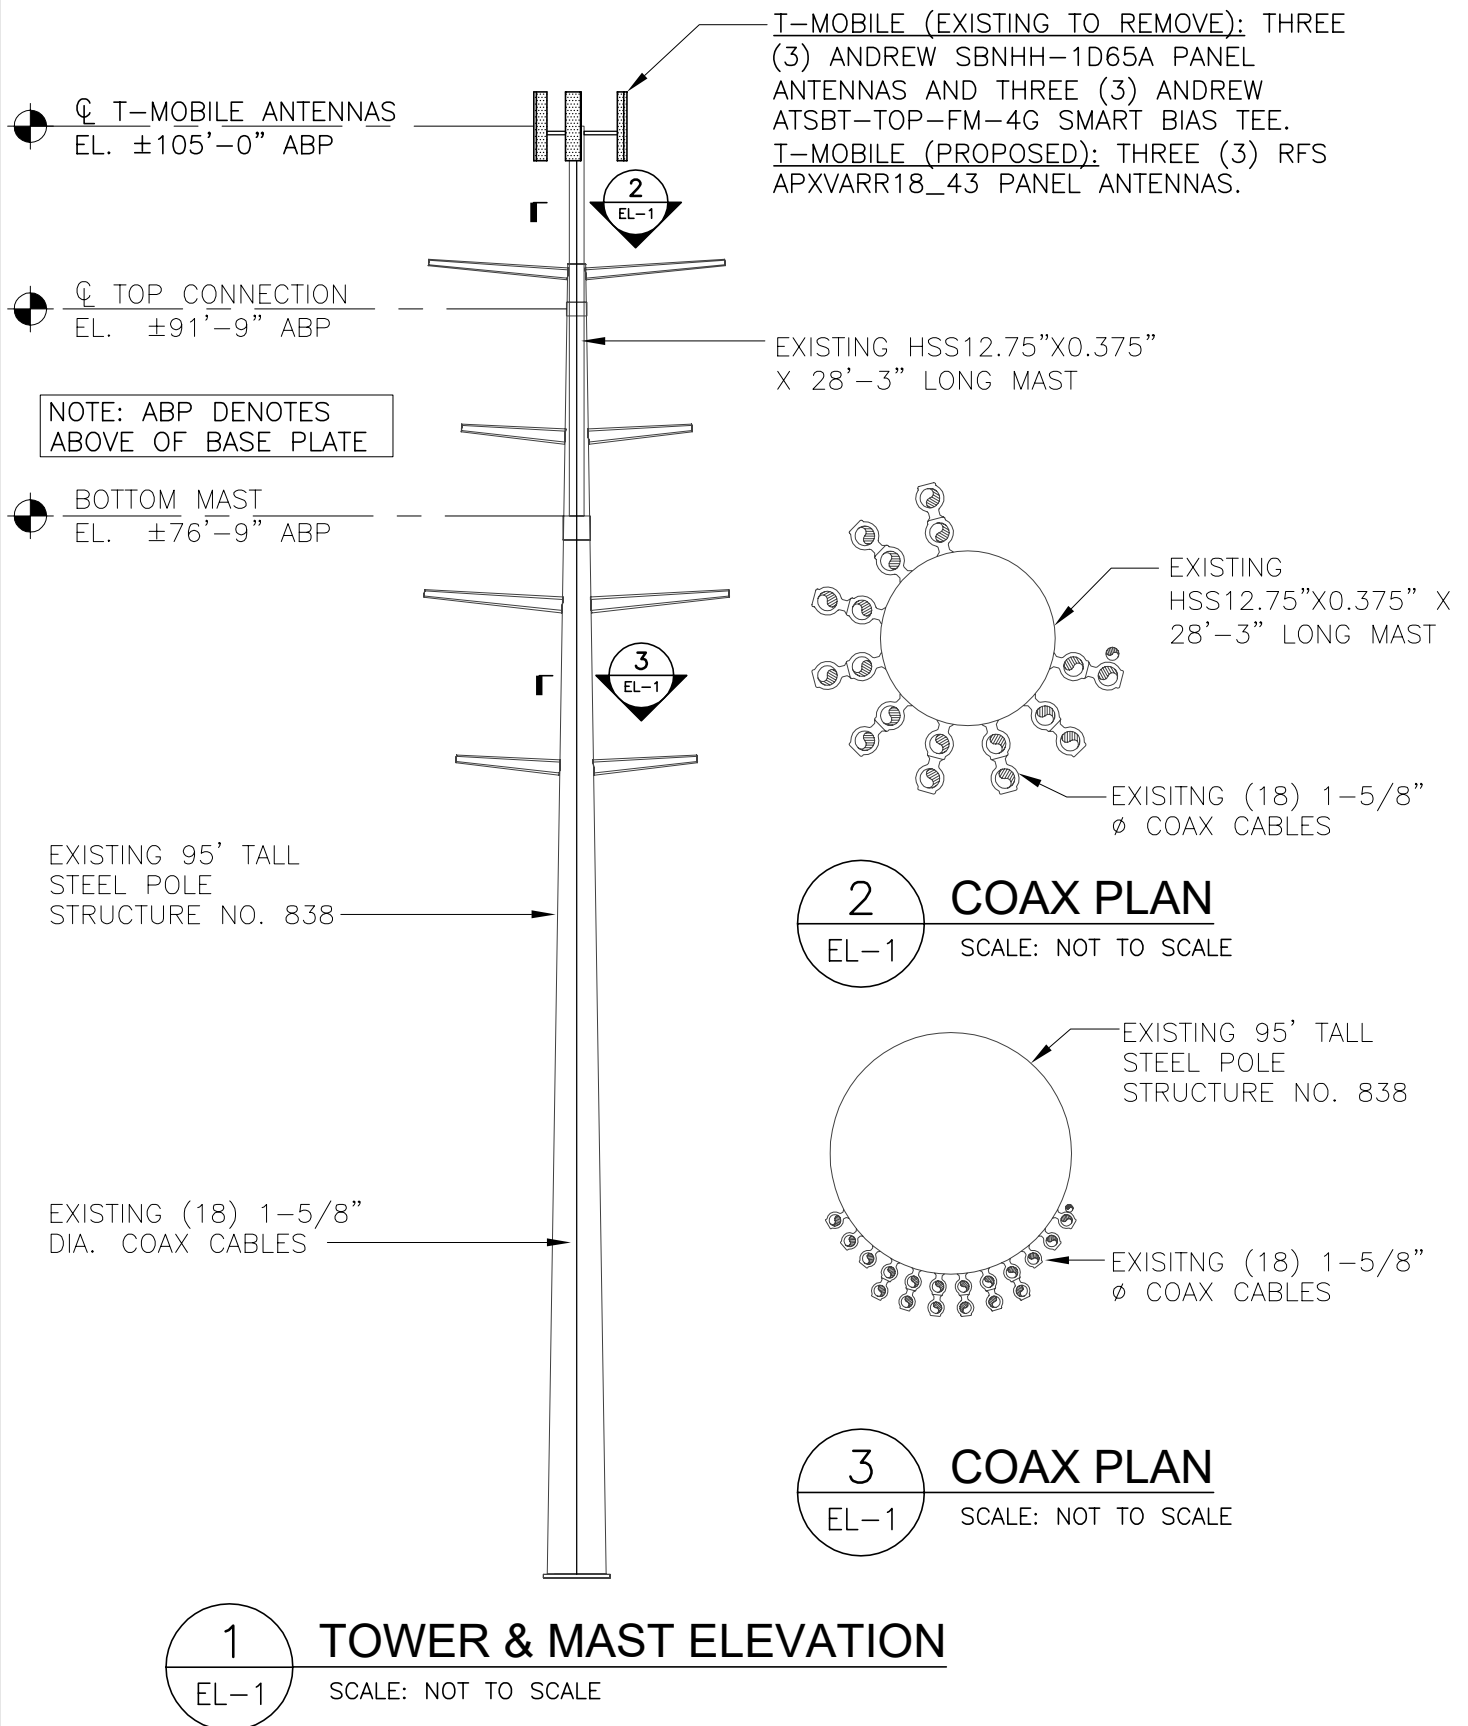 T-MOBILE (EXISTING TO REMOVE): THREE
(3) ANDREW SBNHH-1D65A PANEL
ANTENNAS AND THREE (3) ANDREW
ATSBT-TOP-FM-4G SMART BIAS TEE.
T-MOBILE (PROPOSED): THREE (3) RFS
APXVARR18_43 PANEL ANTENNAS.
℄ T-MOBILE ANTENNAS
EL. ±105'-0" ABP
2
EL-1
℄ TOP CONNECTION
EL. ±91'-9" ABP
EXISTING HSS12.75"X0.375"
X 28'-3" LONG MAST
NOTE: ABP DENOTES
ABOVE OF BASE PLATE
BOTTOM MAST
EL. ±76'-9" ABP
EXISTING
HSS12.75"X0.375" X
28'-3" LONG MAST
3
EL-1
EXISITNG (18) 1-5/8"
ø COAX CABLES
EXISTING 95' TALL
STEEL POLE
STRUCTURE NO. 838
2
EL-1
COAX PLAN
SCALE: NOT TO SCALE
EXISTING 95' TALL
STEEL POLE
STRUCTURE NO. 838
EXISTING (18) 1-5/8"
DIA. COAX CABLES
EXISITNG (18) 1-5/8"
ø COAX CABLES
3
EL-1
COAX PLAN
SCALE: NOT TO SCALE
1
EL-1
TOWER & MAST ELEVATION
SCALE: NOT TO SCALE